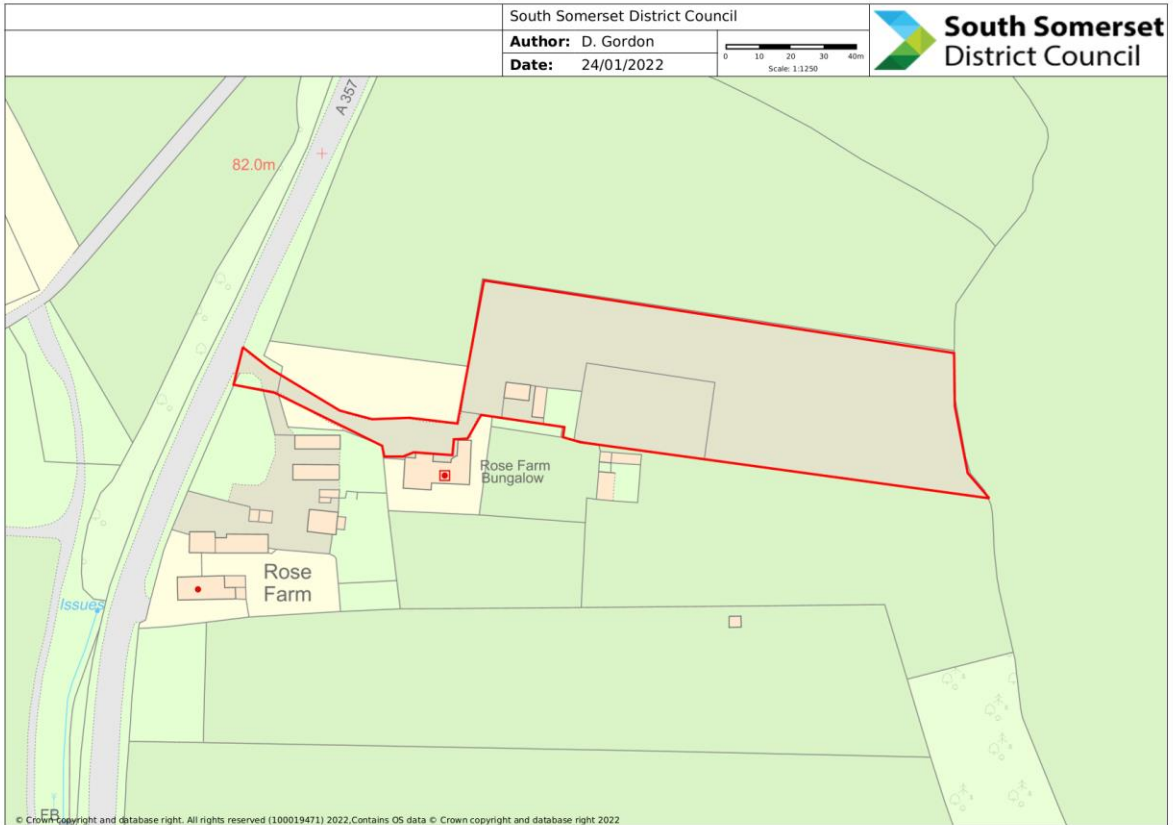 South Somerset District Council
Author: D. Gordon
Date: 24/01/2022
0 10 20 30 40m
Scale: 1:1250
South Somerset
District Council
A 357
82.0m
Rose Farm
Bungalow
Rose
Farm
Issues
FB
© Crown copyright and database right. All rights reserved (100019471) 2022,Contains OS data © Crown copyright and database right 2022